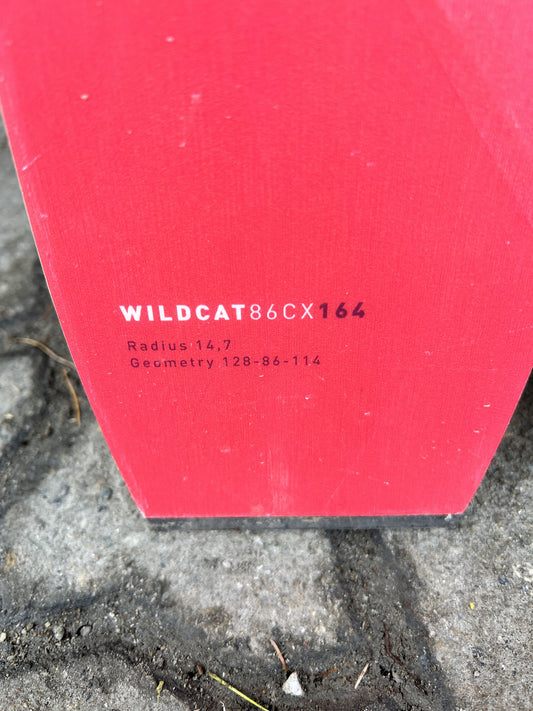 WILDCAT86CX164
Radius 14,7
Geometry 128-86-114